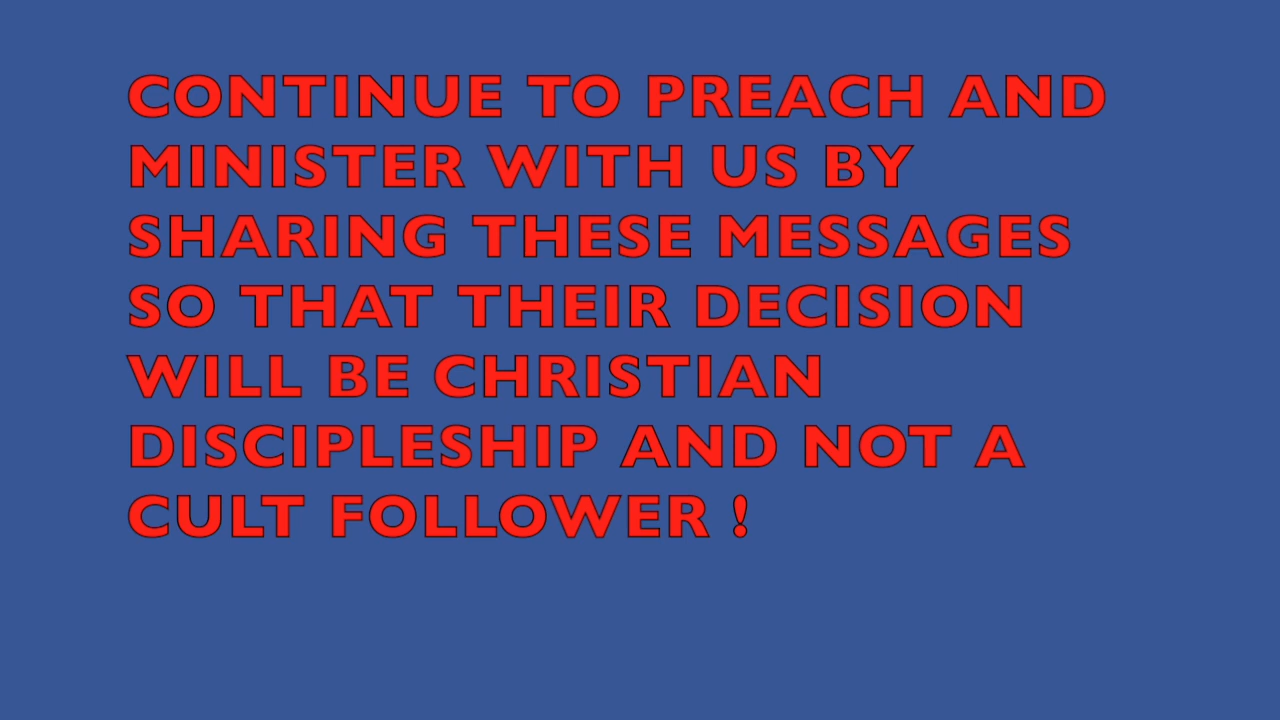 CONTINUE TO PREACH AND
MINISTER WITH US BY
SHARING THESE MESSAGES
SO THAT THEIR DECISION
WILL BE CHRISTIAN
DISCIPLESHIP AND NOT A
CULT FOLLOWER !